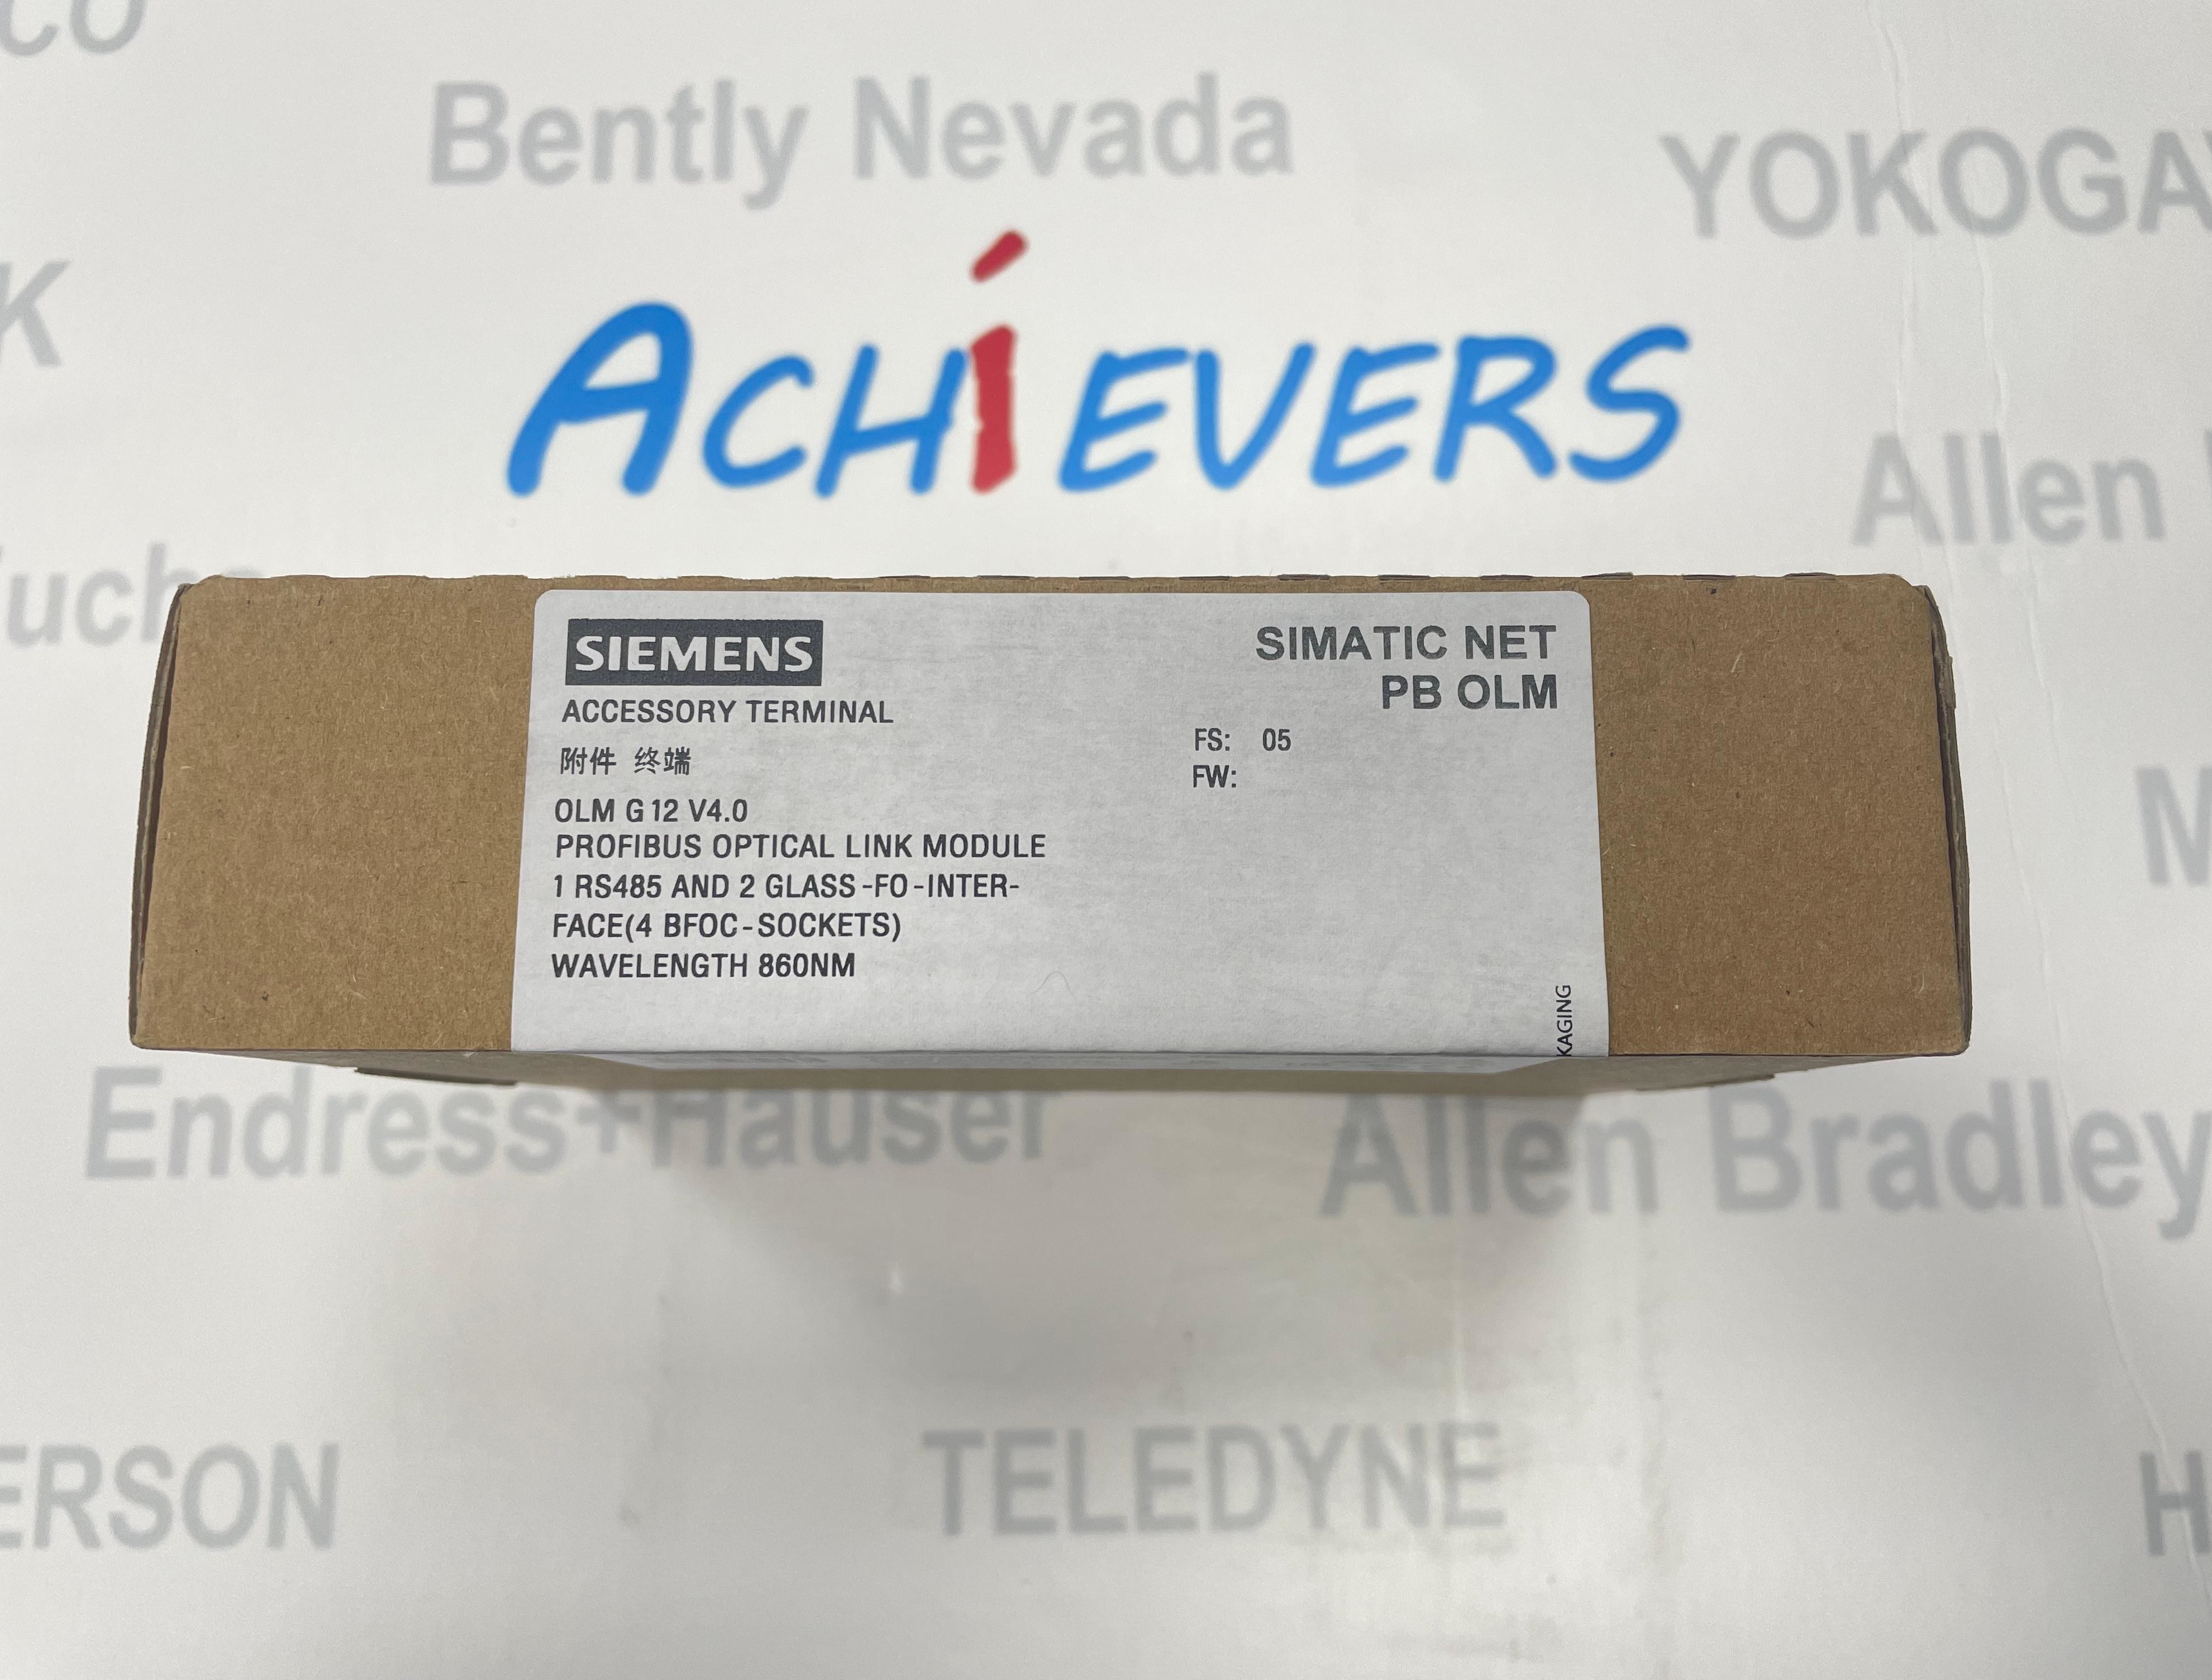 CO
Bently Nevada
YOKOGA
ACHiEVERS
K
Allen
uchs
SIEMENS
SIMATIC NET
PB OLM
ACCESSORY TERMINAL
附件 终端
FS: 05
FW:
OLM G12 V4.0
PROFIBUS OPTICAL LINK MODULE
1 RS485 AND 2 GLASS-FO-INTER-
FACE(4 BFOC-SOCKETS)
WAVELENGTH 860NM
KAGING
M
Endress+Hauser
Allen Bradley
ERSON
TELEDYNE
H